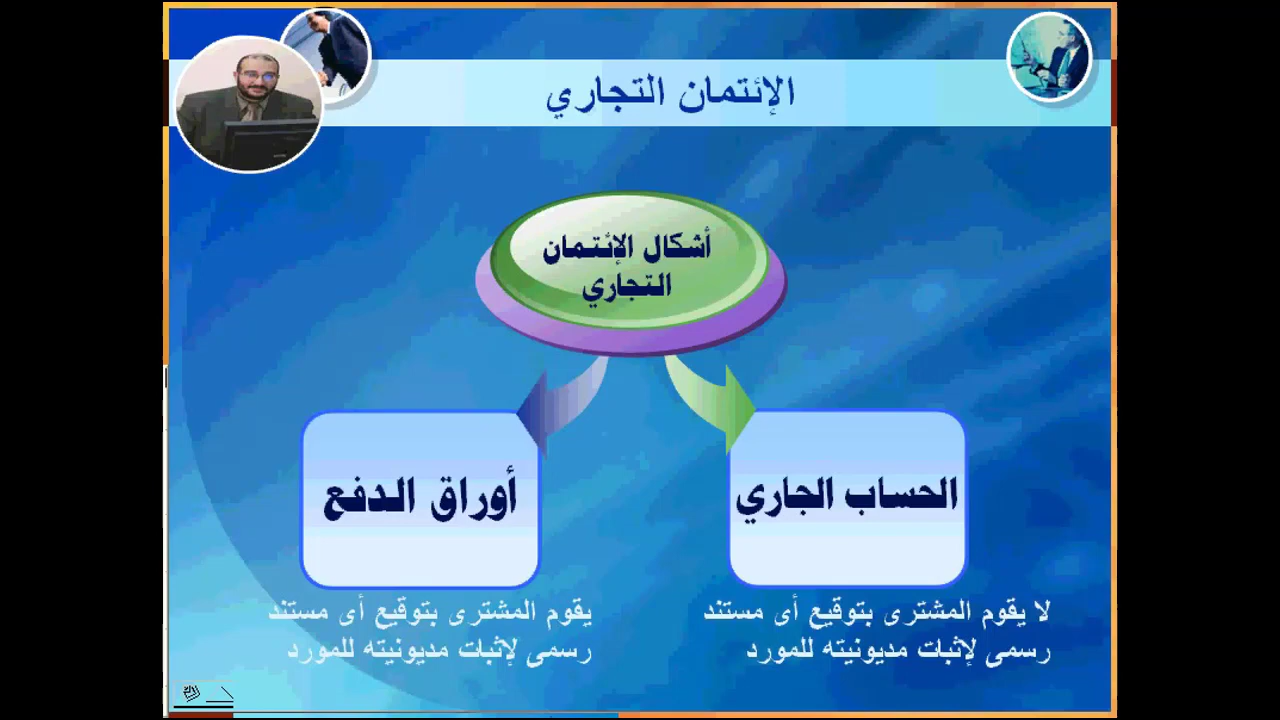 الإئتمان التجاري
أشكال الإئتمان
التجاري
الحساب الجاري
لا يقوم المشترى بتوقيع أى مستند
رسمى لإثبات مديونيته للمورد
أوراق الدفع
يقوم المشترى بتوقيع أى مستند
رسمى لإثبات مديونيته للمورد